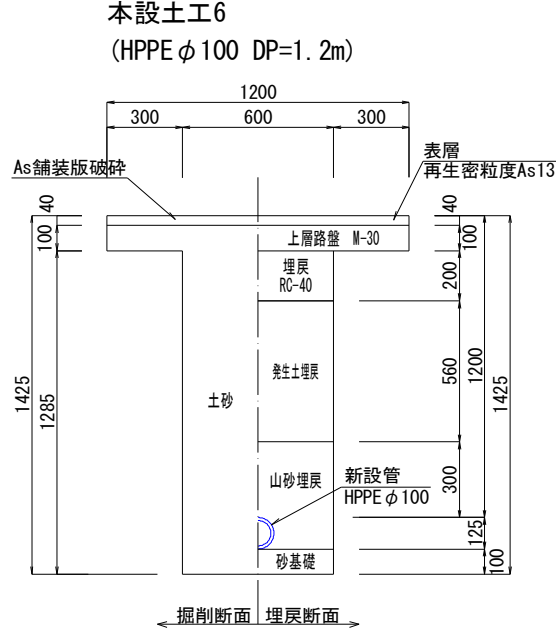 本設土工6
(HPPEφ100 DP=1.2m)
1200
300
600
300
As舗装版破砕
表層
再生密粒度As13
40
100
1285
1425
上層路盤 M-30
埋戻
RC-40
発生土埋戻
土砂
山砂埋戻
新設管
HPPEφ100
砂基礎
40
100
200
560
300
1200
125
100
1425
掘削断面
埋戻断面